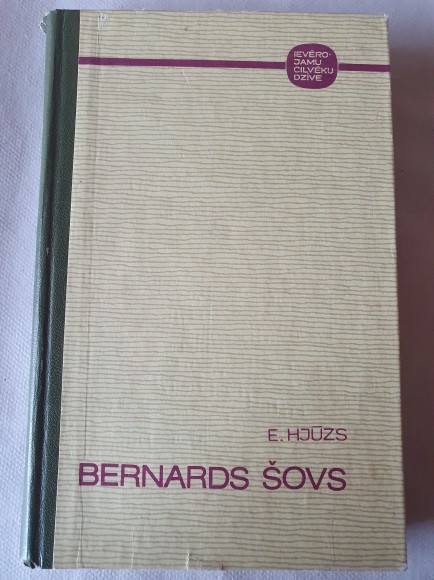 IEVĒRO-
JAMU
CILVĒKU
DZĪVE
E. HJŪZS
BERNARDS ŠOVS